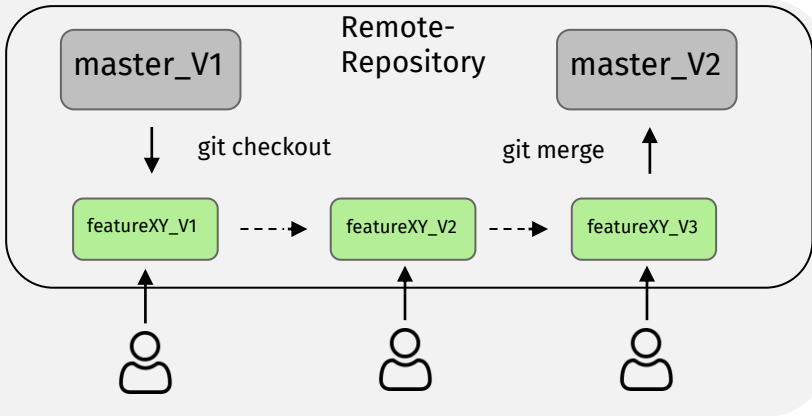 Remote-
Repository
master_V1
master_V2
git checkout
git merge
featureXY_V1
featureXY_V2
featureXY_V3